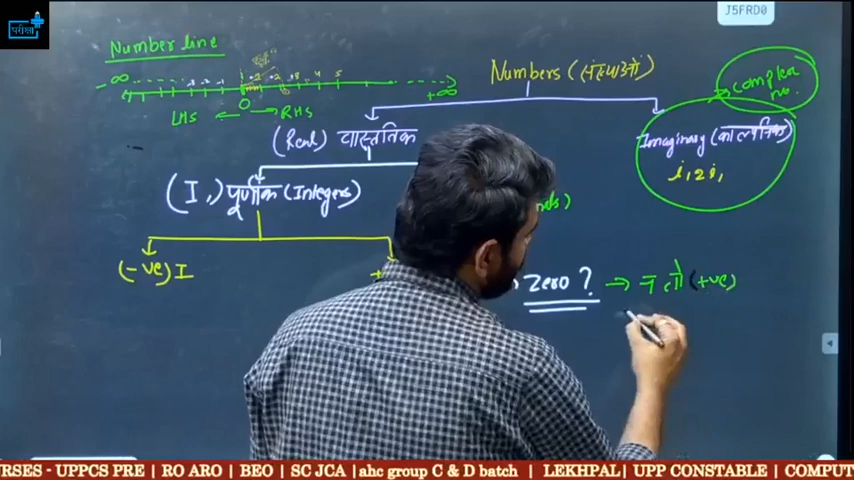 परीक्षा
J5FRD0
Number line
Numbers (संख्याओं)
complex no.
-∞
+∞
0
LHS ← → RHS
(Real) वास्तविक
Imaginary (काल्पनिक)
i, 2i,
(I,) पूर्णांक (Integers)
(-ve) I
Zero? → न तो (+ve)
RSES - UPPCS PRE | RO ARO | BEO | SC JCA | ahc group C & D batch | LEKHPAL| UPP CONSTABLE | COMPUT